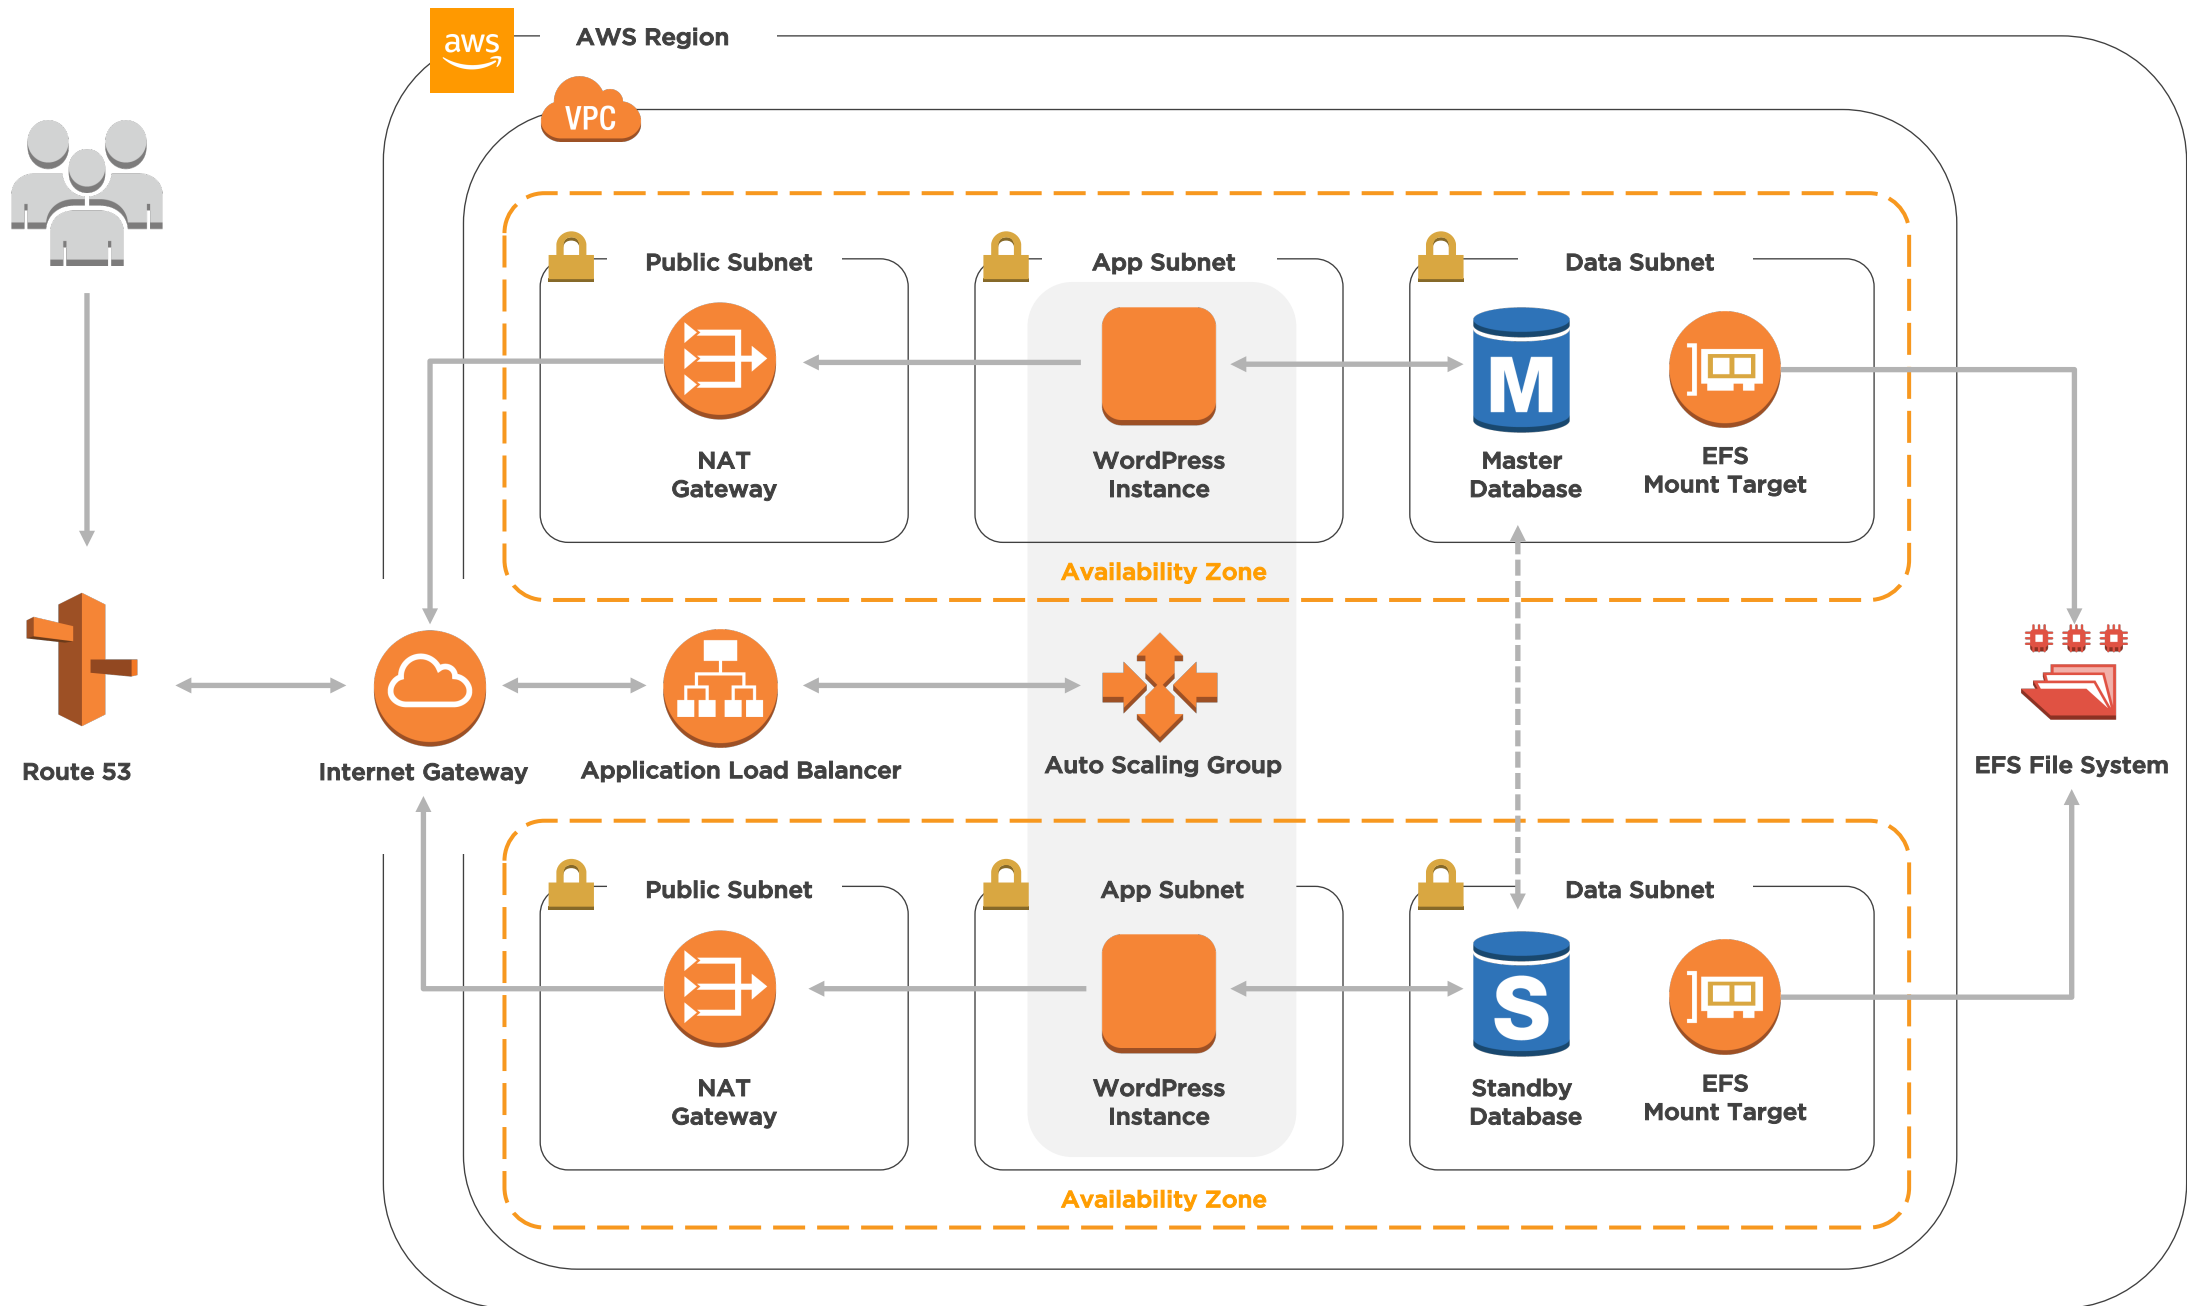 aws
AWS Region
VPC
Public Subnet
App Subnet
Data Subnet
M
NAT
Gateway
WordPress
Instance
Master
Database
EFS
Mount Target
Availability Zone
Route 53
Internet Gateway
Application Load Balancer
Auto Scaling Group
EFS File System
Public Subnet
App Subnet
Data Subnet
S
NAT
Gateway
WordPress
Instance
Standby
Database
EFS
Mount Target
Availability Zone